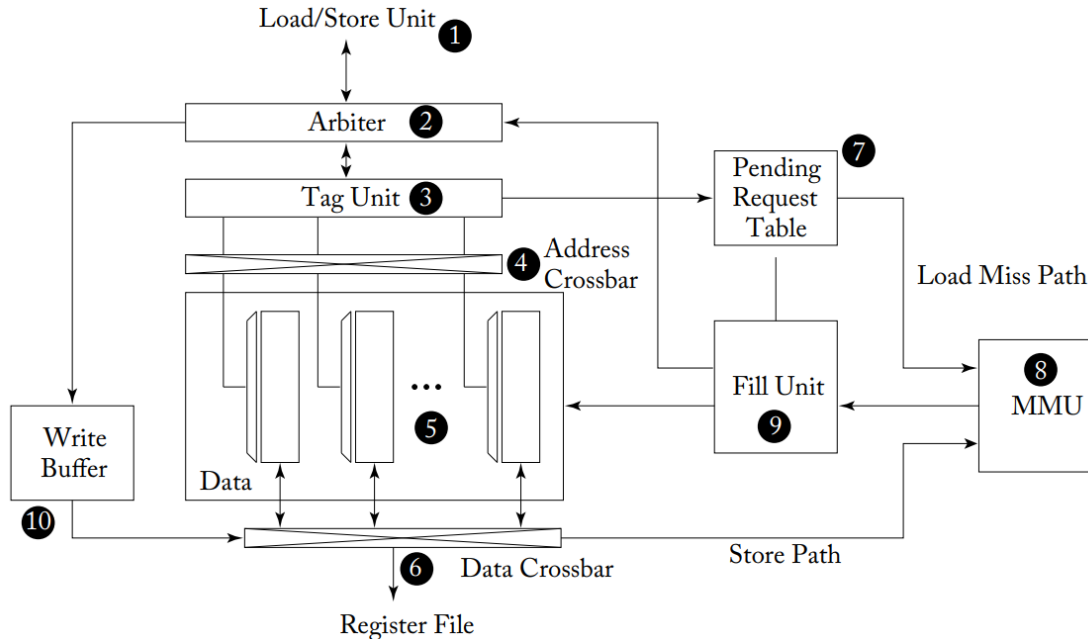 Load/Store Unit
1
Arbiter
2
Tag Unit
3
4
Address
Crossbar
Pending
Request
Table
7
Load Miss Path
Fill Unit
9
8
MMU
5
Data
Write
Buffer
10
6
Data Crossbar
Store Path
Register File